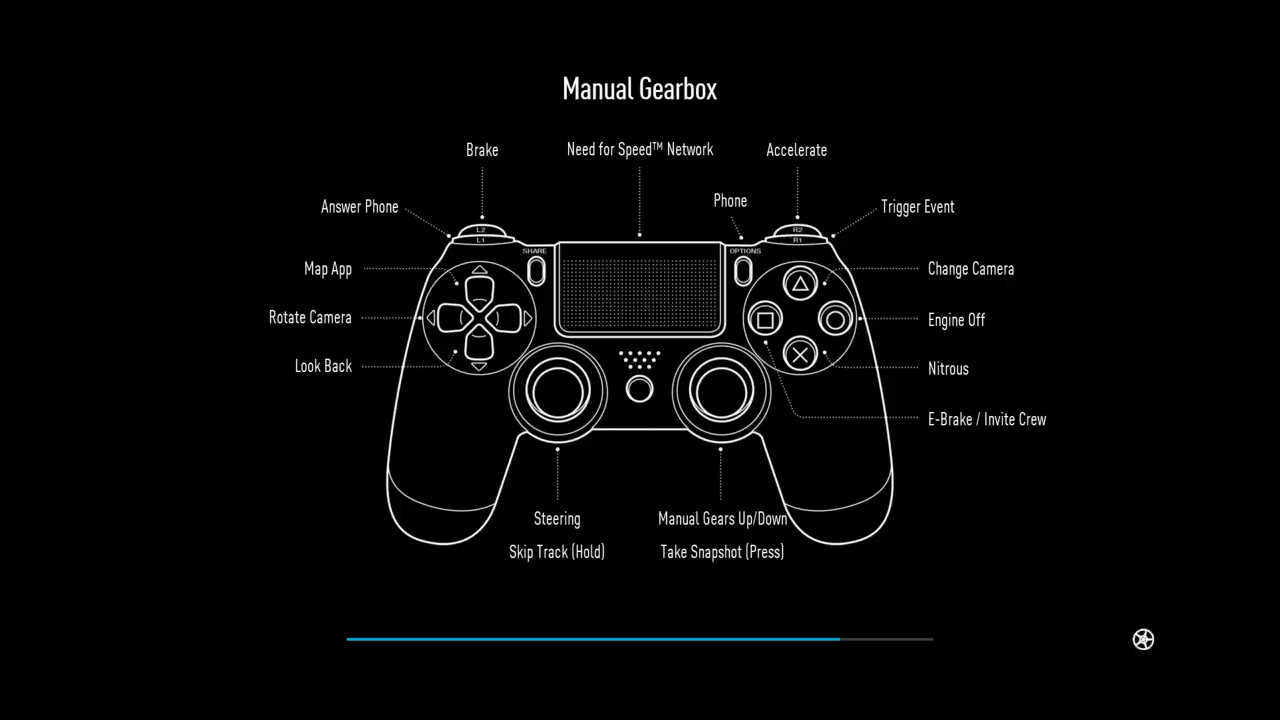 Manual Gearbox
Brake
Need for Speed™ Network
Accelerate
Phone
Answer Phone
Trigger Event
L2
R2
L1
R1
SHARE
OPTIONS
Map App
Change Camera
Rotate Camera
Engine Off
Look Back
Nitrous
E-Brake / Invite Crew
Steering
Manual Gears Up/Down
Skip Track (Hold)
Take Snapshot (Press)